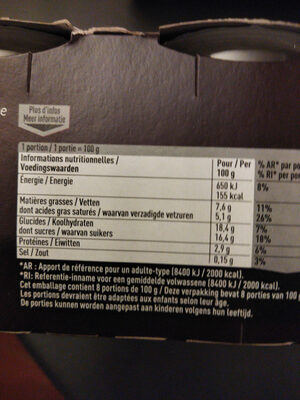 e
Plus d'infos
Meer informatie
1 portion / 1 portie = 100 g
Informations nutritionnelles / Voedingswaarden Pour / Per 100 g % AR* par po % RI* per po
Énergie / Energie 650 kJ 155 kcal 8%
Matières grasses / Vetten 7,6 g 11%
dont acides gras saturés / waarvan verzadigde vetzuren 5,1 g 26%
Glucides / Koolhydraten 18,4 g 7%
dont sucres / waarvan suikers 16,4 g 18%
Protéines / Eiwitten 2,9 g 6%
Sel / Zout 0,15 g 3%
*AR : Apport de référence pour un adulte-type (8400 kJ / 2000 kcal).
*RI: Referentie-inname voor een gemiddelde volwassene (8400 kJ / 2000 kcal).
Cet emballage contient 8 portions de 100 g / Deze verpakking bevat 8 parties van 100 g
Les portions devraient être adaptées aux enfants selon leur âge.
De porties kunnen worden aangepast aan kinderen volgens hun leeftijd.